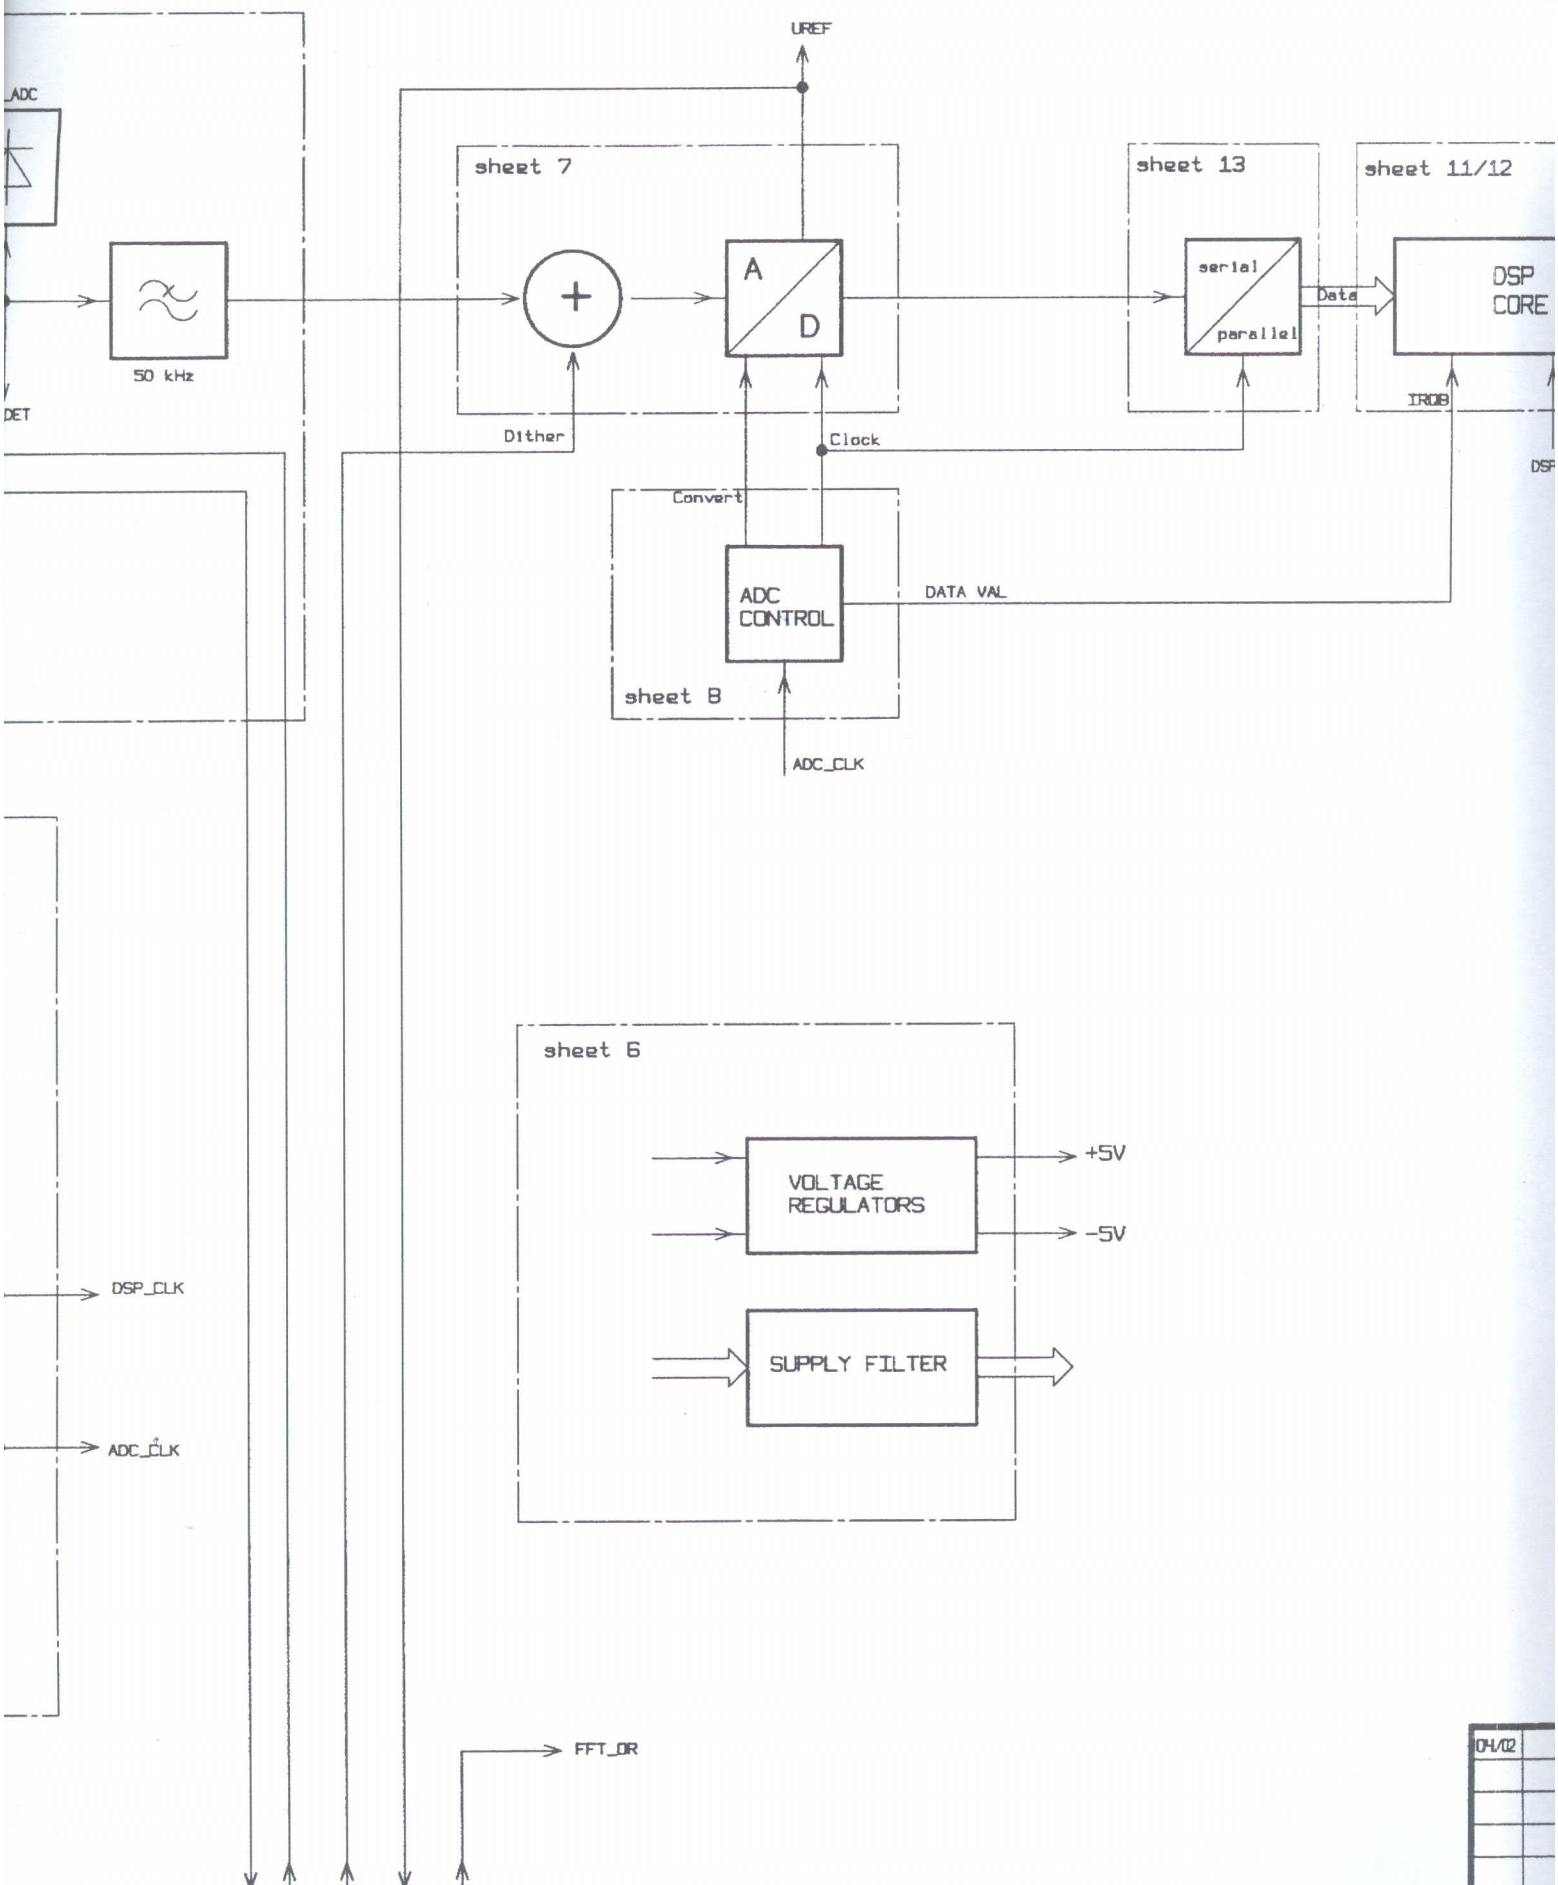 UREF
_ADC
sheet 7
sheet 13
sheet 11/12
A
D
+
serial
parallel
Data
DSP
CORE
50 kHz
DET
Dither
Clock
IRQB
DSP
Convert
ADC
CONTROL
DATA VAL
sheet 8
ADC_CLK
sheet 6
VOLTAGE
REGULATORS
+5V
-5V
DSP_CLK
SUPPLY FILTER
ADC_CLK
FFT_OR
04/02